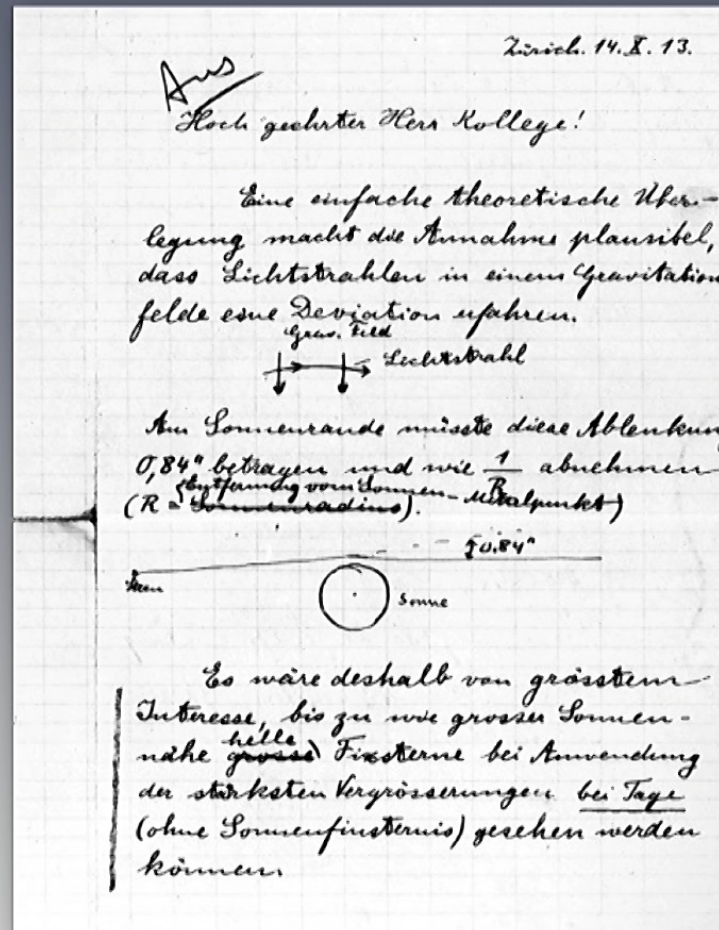 Zürich. 14. X. 13.
Aus
Hoch geehrter Herr Kollege!
Eine einfache theoretische Über-
legung macht die Annahme plausibel,
dass Lichtstrahlen in einem Gravitation
felde eine Deviation erfahren.
Grav. Feld
Lichtstrahl
Am Sonnenrande müsste diese Ablenkun
0,84" betragen und wie 1/R abnehmen
Entfernung vom Sonnen-Mittelpunkt
(R = Sonnenradius).
0.84"
Stern
Sonne
Es wäre deshalb von grösstem
Interesse, bis zu wie grosser Sonnen-
helle
nähe grosse Fixsterne bei Anwendung
der stärksten Vergrösserungen bei Tage
(ohne Sonnenfinsternis) gesehen werden
können.